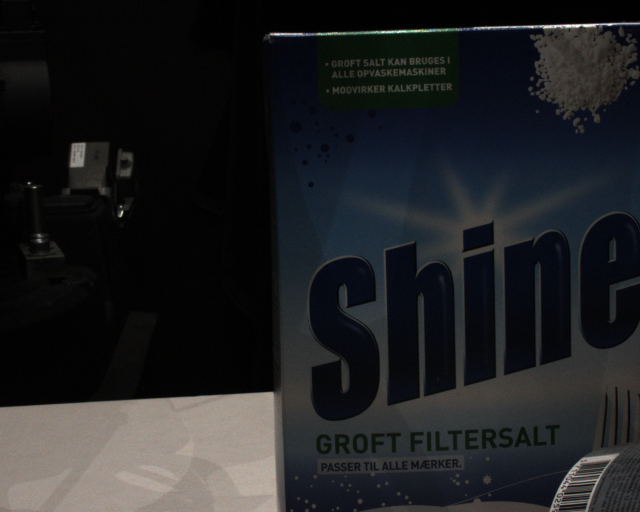 • GROFT SALT KAN BRUGES I
ALLE OPVASKEMASKINER
• MODVIRKER KALKPLETTER
Shine
GROFT FILTERSALT
PASSER TIL ALLE MÆRKER.